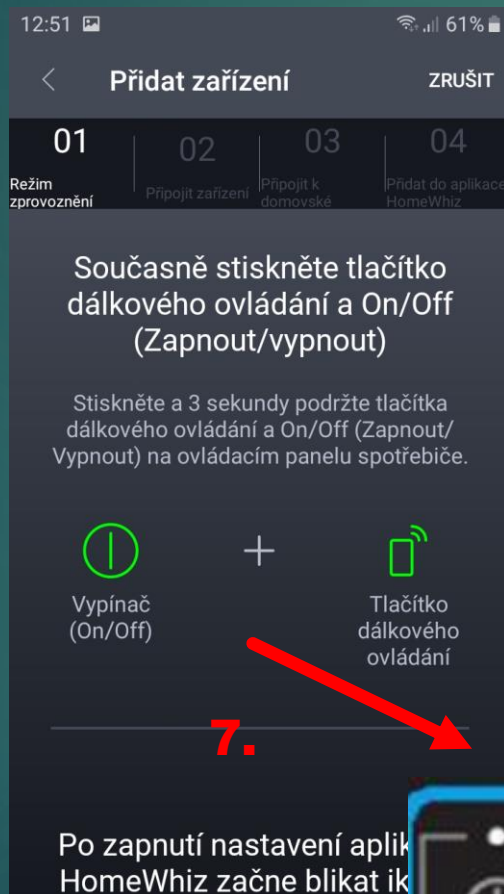 12:51 61%
Přidat zařízení ZRUŠIT
01 02 03 04
Režim zprovoznění
Připojit zařízení
Připojit k domovské
Přidat do aplikace HomeWhiz
Současně stiskněte tlačítko
dálkového ovládání a On/Off
(Zapnout/vypnout)
Stiskněte a 3 sekundy podržte tlačítka
dálkového ovládání a On/Off (Zapnout/
Vypnout) na ovládacím panelu spotřebiče.
+
Vypínač
(On/Off)
Tlačítko
dálkového
ovládání
7.
Po zapnutí nastavení aplik
HomeWhiz začne blikat ik